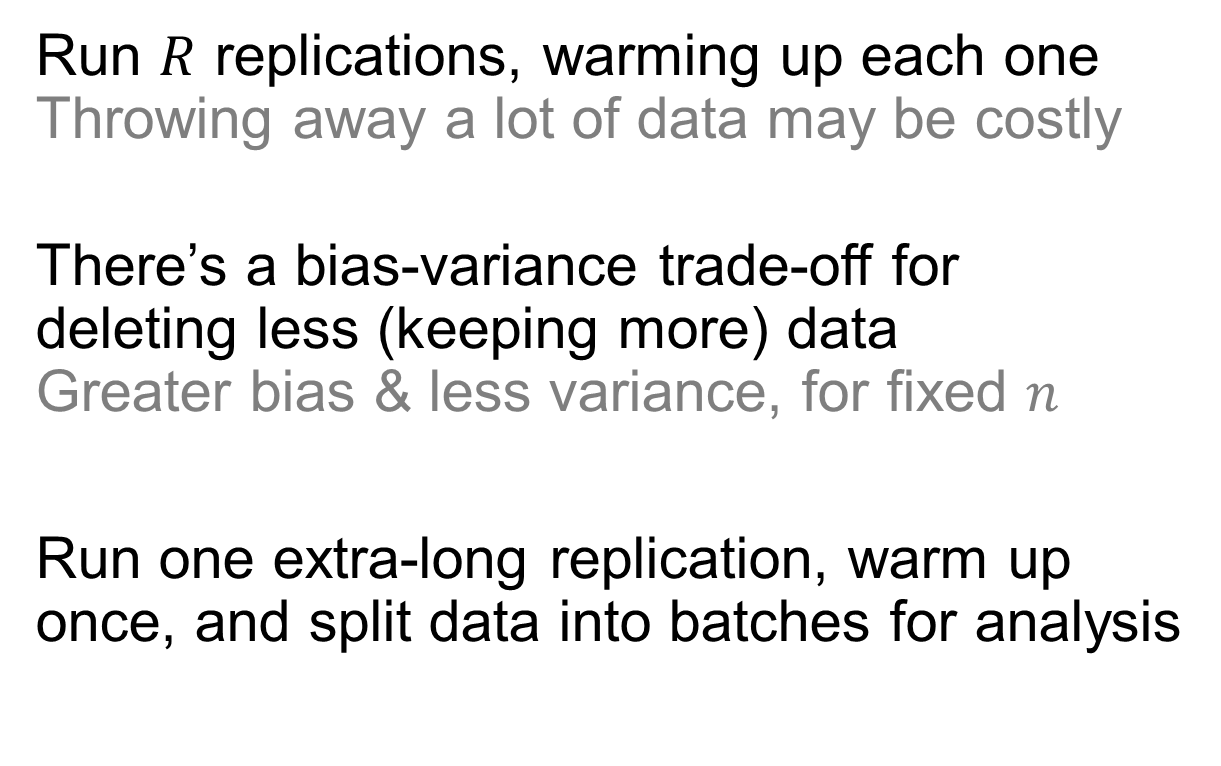 Run R replications, warming up each one
Throwing away a lot of data may be costly
There’s a bias-variance trade-off for
deleting less (keeping more) data
Greater bias & less variance, for fixed n
Run one extra-long replication, warm up
once, and split data into batches for analysis